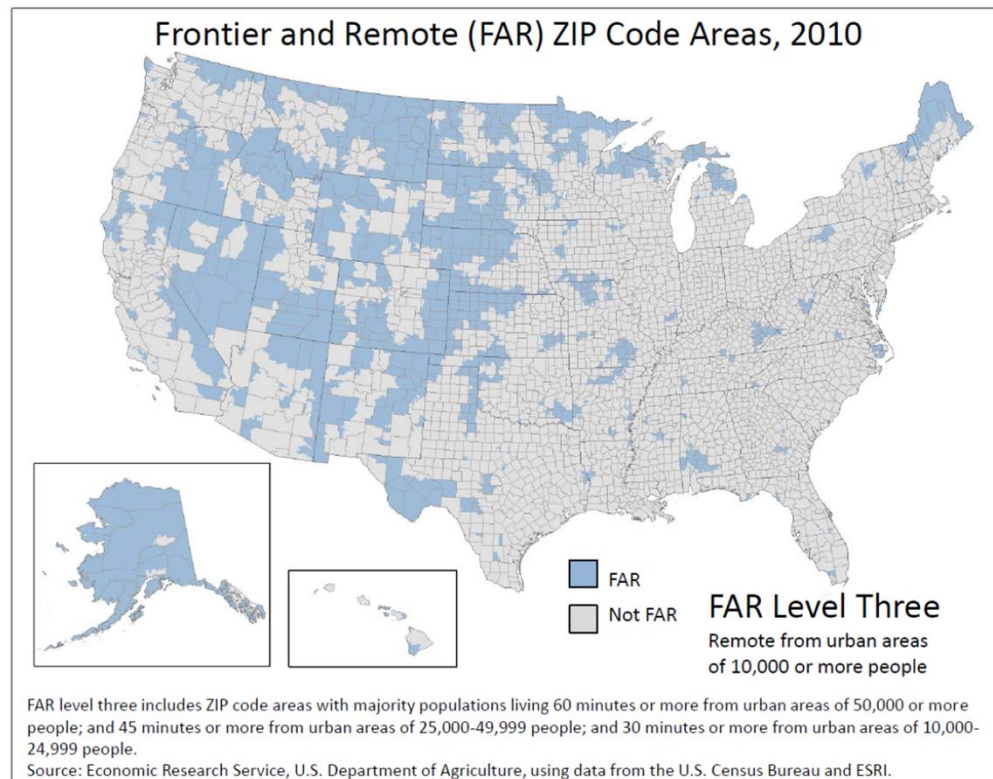 Frontier and Remote (FAR) ZIP Code Areas, 2010
FAR
Not FAR
FAR Level Three
Remote from urban areas
of 10,000 or more people
FAR level three includes ZIP code areas with majority populations living 60 minutes or more from urban areas of 50,000 or more
people; and 45 minutes or more from urban areas of 25,000-49,999 people; and 30 minutes or more from urban areas of 10,000-
24,999 people.
Source: Economic Research Service, U.S. Department of Agriculture, using data from the U.S. Census Bureau and ESRI.